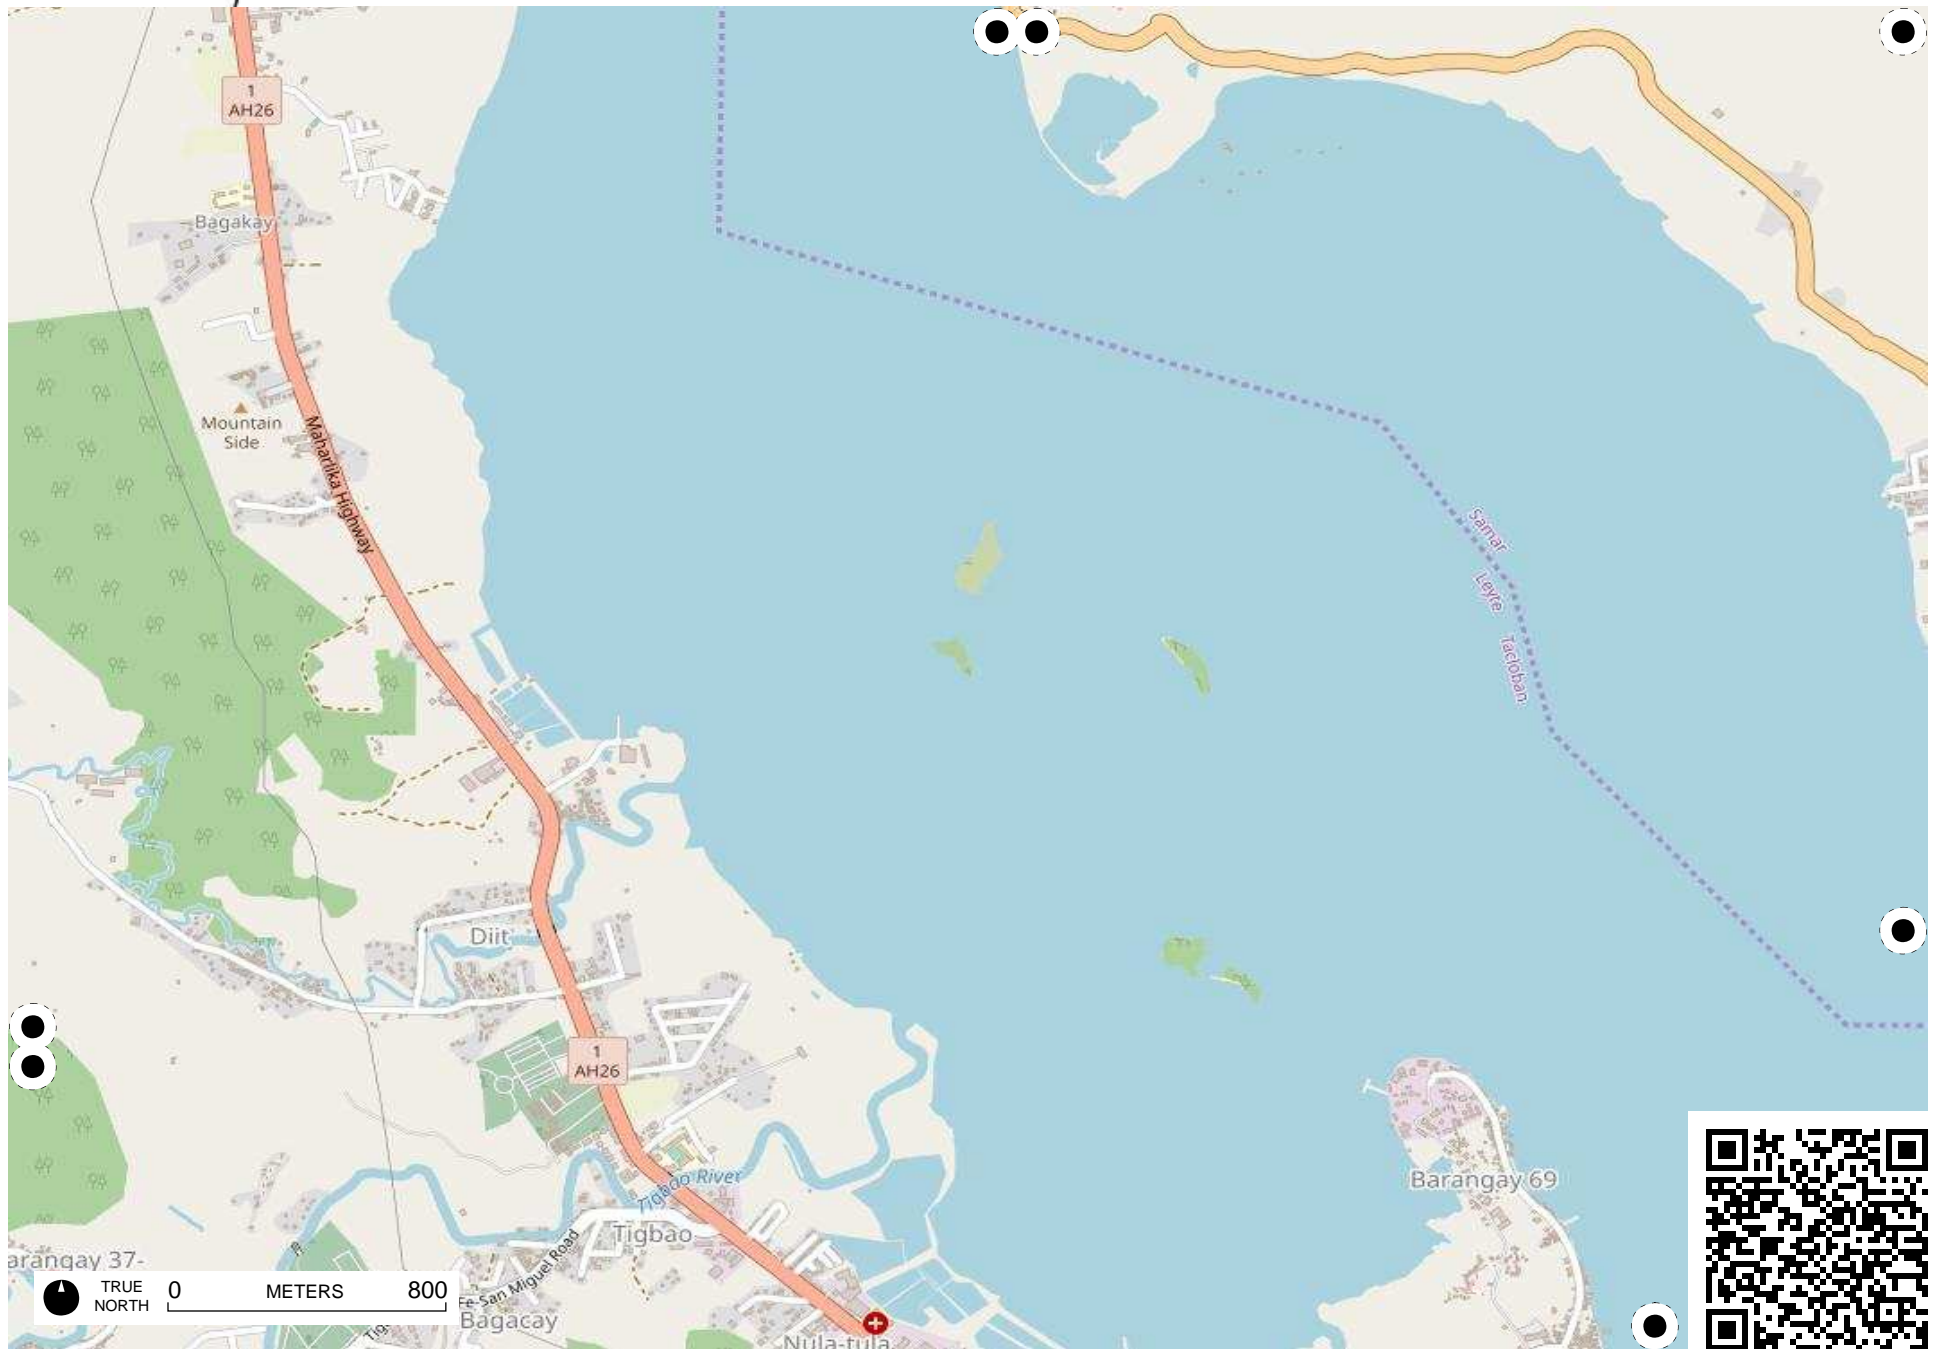 1
AH26
Bagakay
Mountain
Side
Maharlika Highway
Samar
Leyte
Tacloban
Diit
1
AH26
Tigbao River
Barangay 69
Tigbao
arangay 37-
Fe-San Miguel Road
TRUE
NORTH
0 METERS 800
Bagacay
Nula-tula